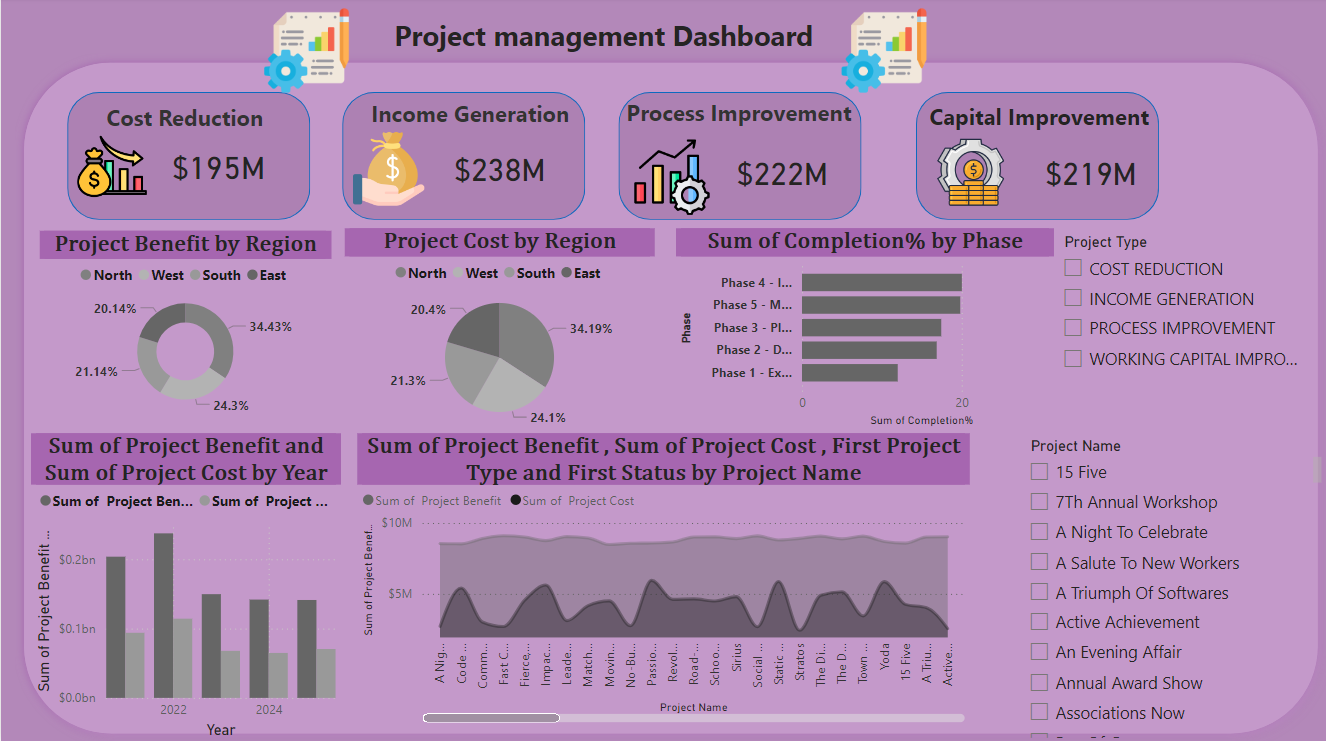 Project management Dashboard
Cost Reduction
$195M
Income Generation
$238M
Process Improvement
$222M
Capital Improvement
$219M
Project Benefit by Region
North West South East
20.14%
34.43%
21.14%
24.3%
Project Cost by Region
North West South East
20.4%
34.19%
21.3%
24.1%
Sum of Completion% by Phase
Phase
Phase 4 - I...
Phase 5 - M...
Phase 3 - Pl...
Phase 2 - D...
Phase 1 - Ex...
0 20
Sum of Completion%
Project Type
COST REDUCTION
INCOME GENERATION
PROCESS IMPROVEMENT
WORKING CAPITAL IMPRO...
Sum of Project Benefit and
Sum of Project Cost by Year
Sum of Project Ben... Sum of Project ...
Sum of Project Benefit ...
$0.2bn
$0.1bn
$0.0bn
2022 2024
Year
Sum of Project Benefit , Sum of Project Cost , First Project
Type and First Status by Project Name
Sum of Project Benefit Sum of Project Cost
Sum of Project Benef...
$10M
$5M
A Nig...
Code ...
Comm...
Fast C...
Fierce,...
Impac...
Leade...
Match...
Movin...
No-Bu...
Passio...
Revol...
Road-...
Schoo...
Sirius
Social ...
Static ...
Stratos
The Di...
The D...
Town ...
Yoda
15 Five
A Triu...
Active...
Project Name
Project Name
15 Five
7Th Annual Workshop
A Night To Celebrate
A Salute To New Workers
A Triumph Of Softwares
Active Achievement
An Evening Affair
Annual Award Show
Associations Now